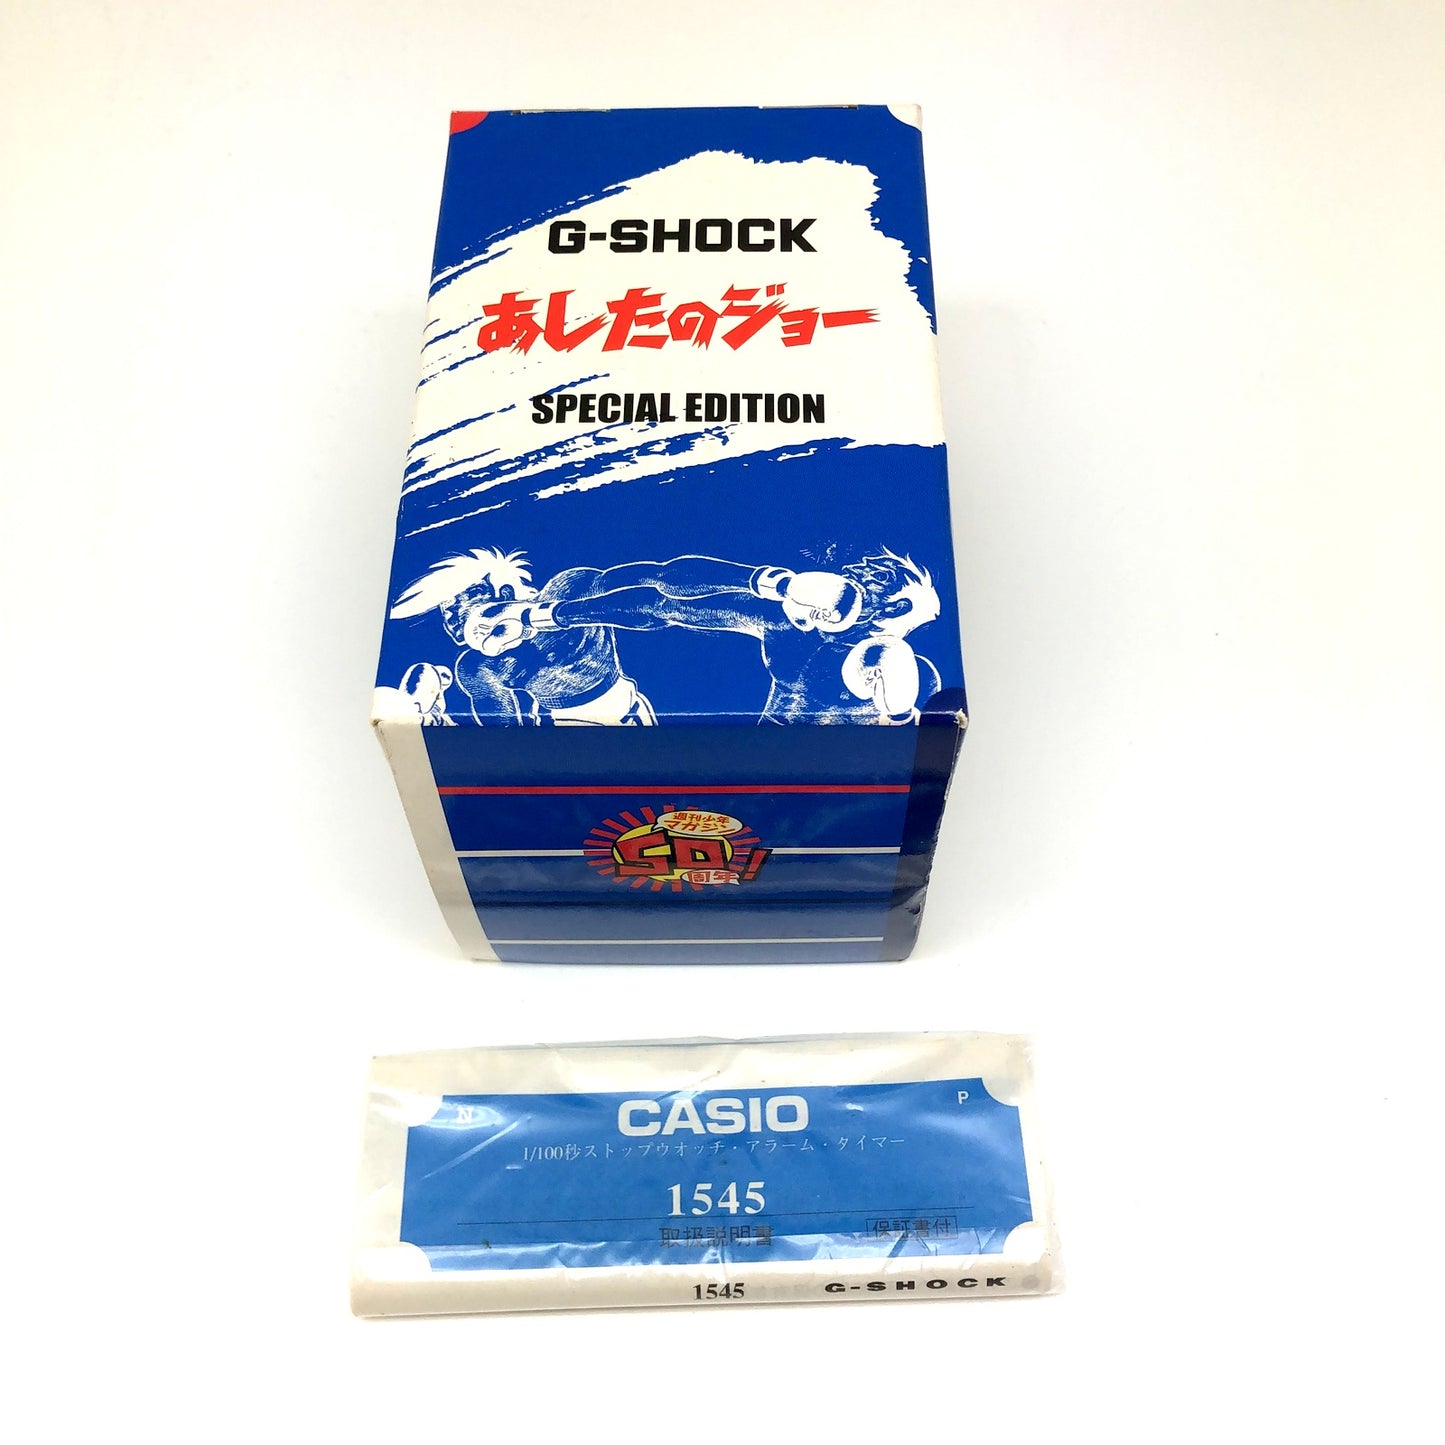 G-SHOCK
あしたのジョー
SPECIAL EDITION
週刊少年
マガジン
50!
周年
N
P
CASIO
1/100秒ストップウオッチ・アラーム・タイマー
1545
取扱説明書
保証書付
1545
G-SHOCK